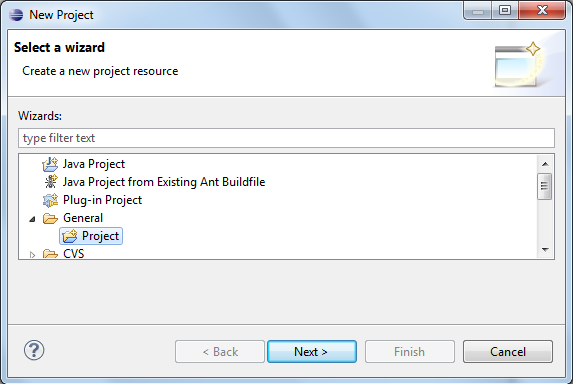 New Project
Select a wizard
Create a new project resource
Wizards:
type filter text
Java Project
Java Project from Existing Ant Buildfile
Plug-in Project
General
Project
CVS
?
< Back
Next >
Finish
Cancel